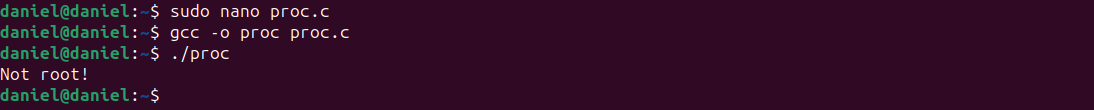 daniel@daniel:~$ sudo nano proc.c
daniel@daniel:~$ gcc -o proc proc.c
daniel@daniel:~$ ./proc
Not root!
daniel@daniel:~$